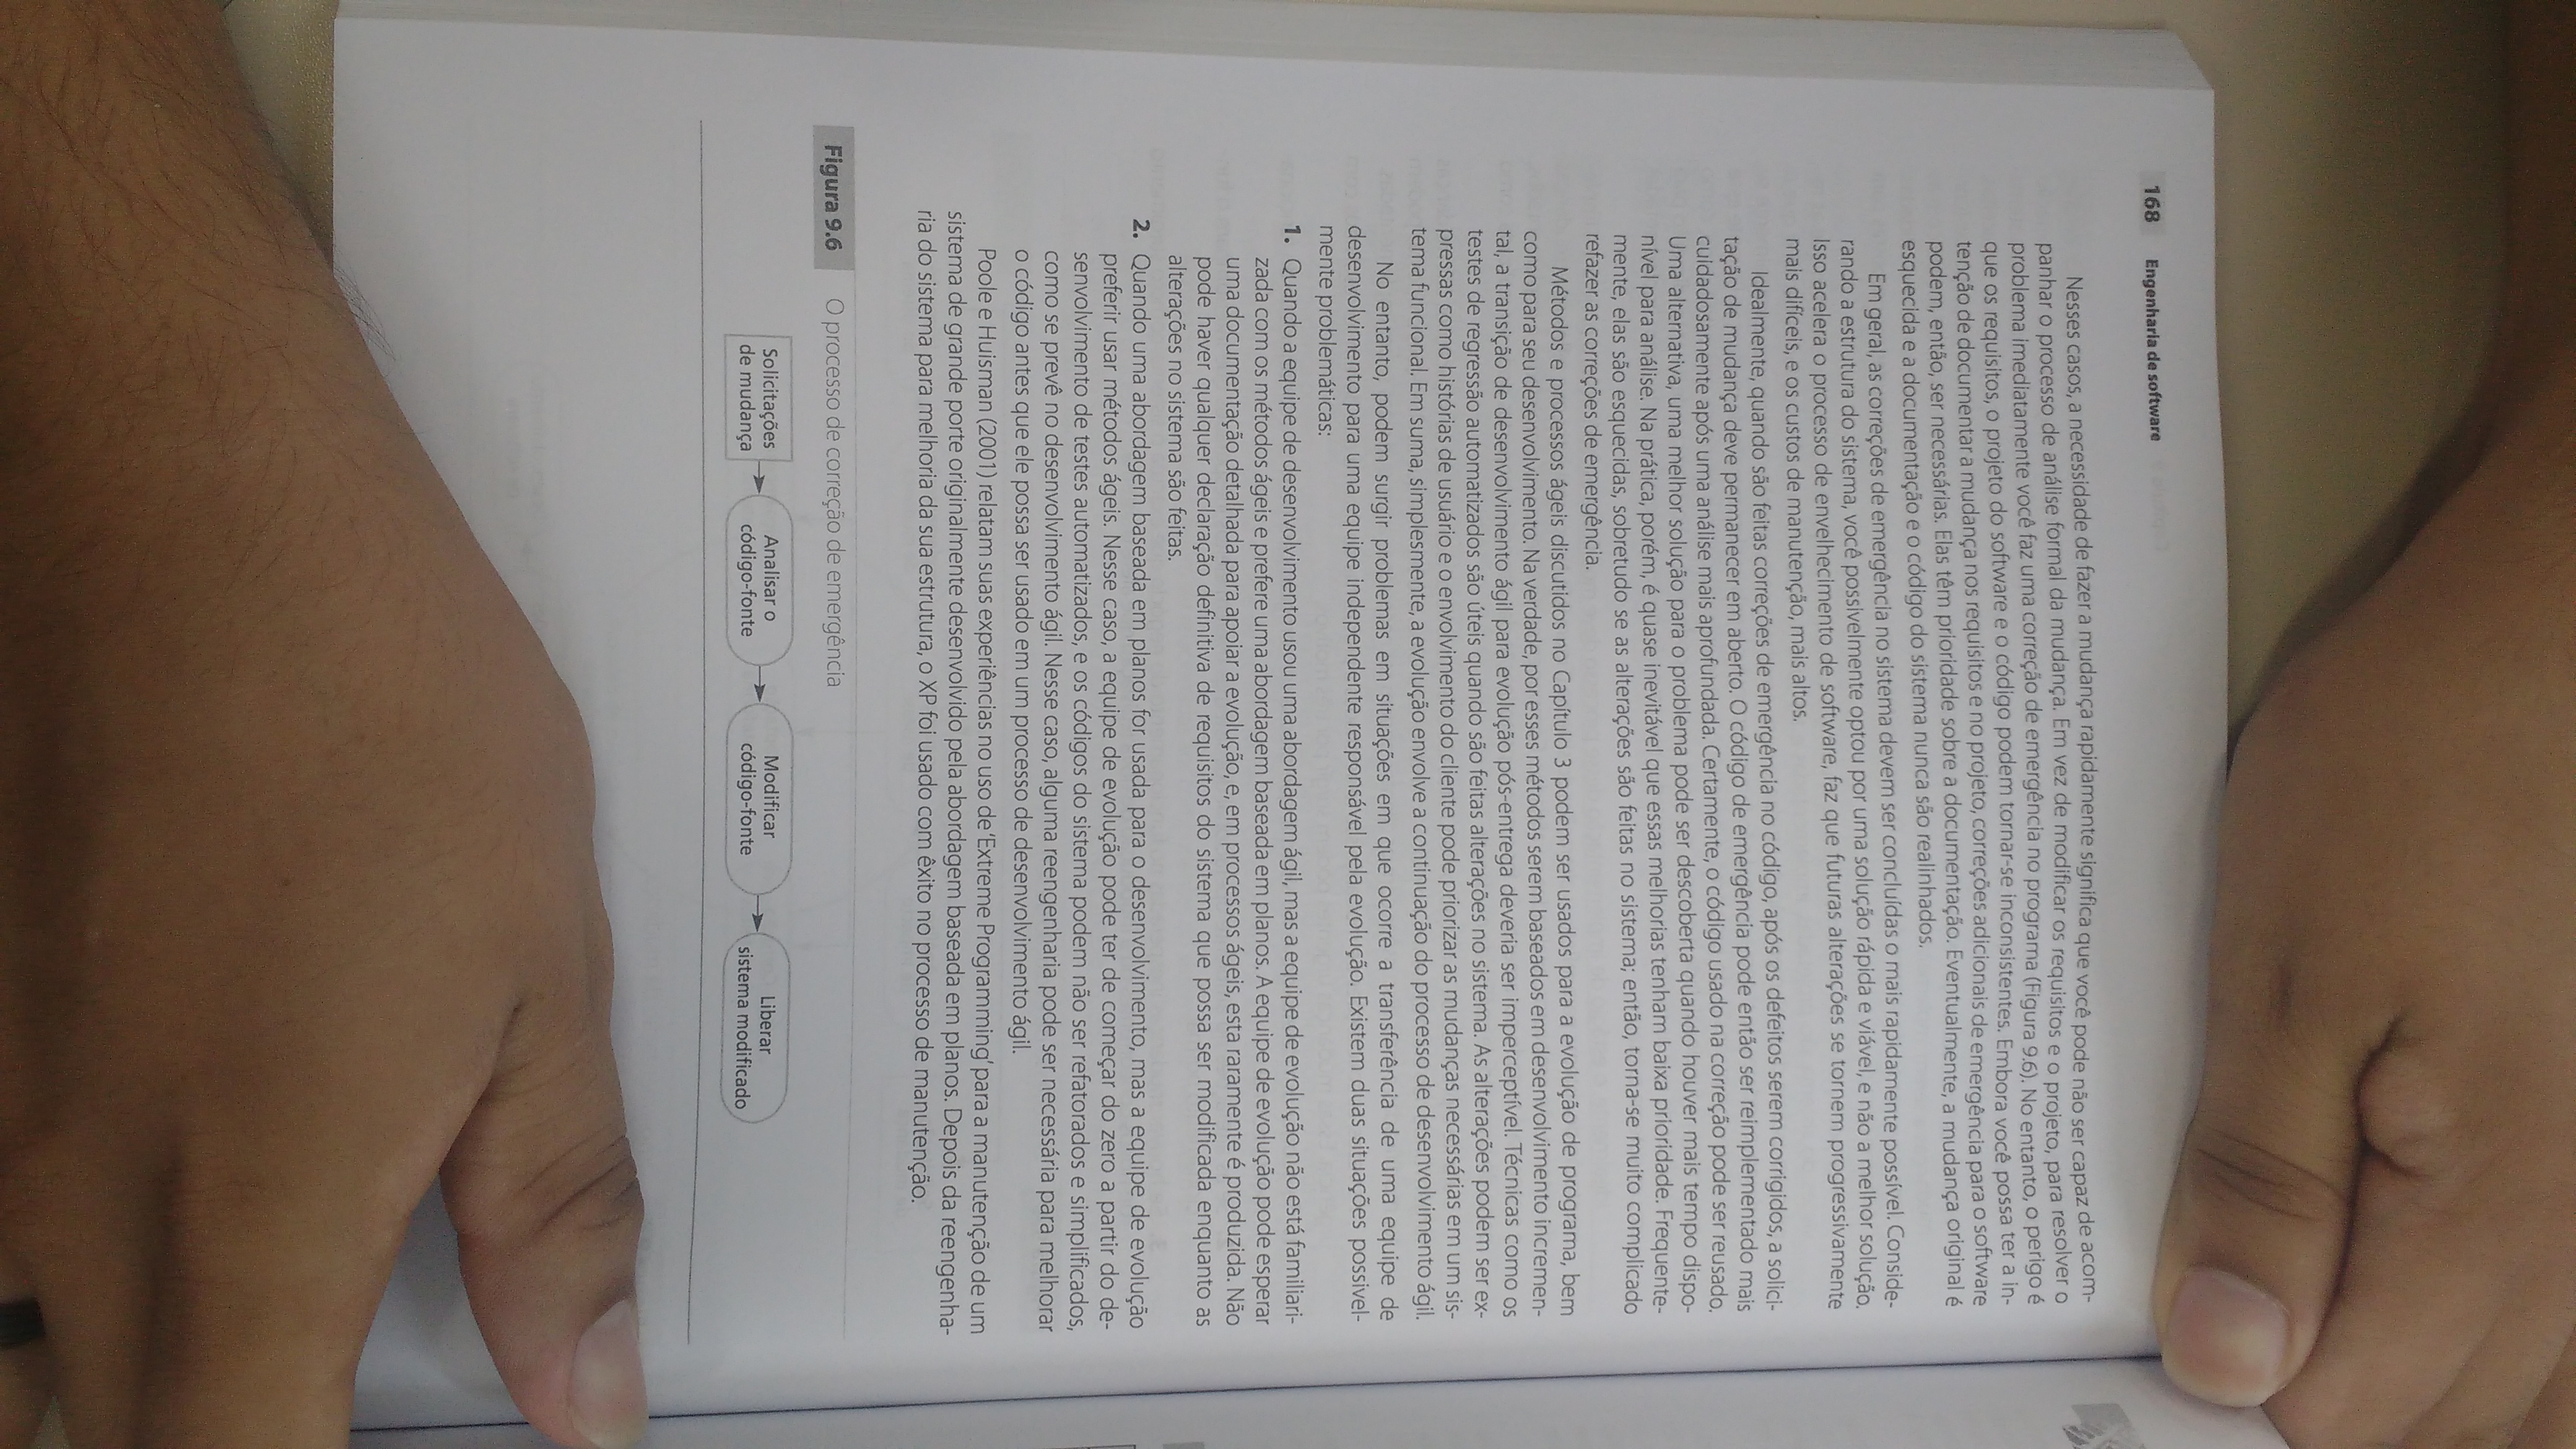 168 Engenharia de software
Nesses casos, a necessidade de fazer a mudança rapidamente significa que você pode não ser capaz de acom-
panhar o processo de análise formal da mudança. Em vez de modificar os requisitos e o projeto, para resolver o
problema imediatamente você faz uma correção de emergência no programa (Figura 9.6). No entanto, o perigo é
que os requisitos, o projeto do software e o código podem tornar-se inconsistentes. Embora você possa ter a in-
tenção de documentar a mudança nos requisitos e no projeto, correções adicionais de emergência para o software
podem, então, ser necessárias. Elas têm prioridade sobre a documentação. Eventualmente, a mudança original é
esquecida e a documentação e o código do sistema nunca são realinhados.
Em geral, as correções de emergência no sistema devem ser concluídas o mais rapidamente possível. Conside-
rando a estrutura do sistema, você possivelmente optou por uma solução rápida e viável, e não a melhor solução.
Isso acelera o processo de envelhecimento de software, faz que futuras alterações se tornem progressivamente
mais difíceis, e os custos de manutenção, mais altos.
Idealmente, quando são feitas correções de emergência no código, após os defeitos serem corrigidos, a solici-
tação de mudança deve permanecer em aberto. O código de emergência pode então ser reimplementado mais
cuidadosamente após uma análise mais aprofundada. Certamente, o código usado na correção pode ser reusado.
Uma alternativa, uma melhor solução para o problema pode ser descoberta quando houver mais tempo dispo-
nível para análise. Na prática, porém, é quase inevitável que essas melhorias tenham baixa prioridade. Frequente-
mente, elas são esquecidas, sobretudo se as alterações são feitas no sistema; então, torna-se muito complicado
refazer as correções de emergência.
Métodos e processos ágeis discutidos no Capítulo 3 podem ser usados para a evolução de programa, bem
como para seu desenvolvimento. Na verdade, por esses métodos serem baseados em desenvolvimento incremen-
tal, a transição de desenvolvimento ágil para evolução pós-entrega deveria ser imperceptível. Técnicas como os
testes de regressão automatizados são úteis quando são feitas alterações no sistema. As alterações podem ser ex-
pressas como histórias de usuário e o envolvimento do cliente pode priorizar as mudanças necessárias em um sis-
tema funcional. Em suma, simplesmente, a evolução envolve a continuação do processo de desenvolvimento ágil.
No entanto, podem surgir problemas em situações em que ocorre a transferência de uma equipe de
desenvolvimento para uma equipe independente responsável pela evolução. Existem duas situações possivel-
mente problemáticas:
1. Quando a equipe de desenvolvimento usou uma abordagem ágil, mas a equipe de evolução não está familiari-
zada com os métodos ágeis e prefere uma abordagem baseada em planos. A equipe de evolução pode esperar
uma documentação detalhada para apoiar a evolução, e, em processos ágeis, esta raramente é produzida. Não
pode haver qualquer declaração definitiva de requisitos do sistema que possa ser modificada enquanto as
alterações no sistema são feitas.
2. Quando uma abordagem baseada em planos for usada para o desenvolvimento, mas a equipe de evolução
preferir usar métodos ágeis. Nesse caso, a equipe de evolução pode ter de começar do zero a partir do de-
senvolvimento de testes automatizados, e os códigos do sistema podem não ser refatorados e simplificados,
como se prevê no desenvolvimento ágil. Nesse caso, alguma reengenharia pode ser necessária para melhorar
o código antes que ele possa ser usado em um processo de desenvolvimento ágil.
Poole e Huisman (2001) relatam suas experiências no uso de 'Extreme Programming' para a manutenção de um
sistema de grande porte originalmente desenvolvido pela abordagem baseada em planos. Depois da reengenha-
ria do sistema para melhoria da sua estrutura, o XP foi usado com êxito no processo de manutenção.
Figura 9.6 O processo de correção de emergência
Solicitações
de mudança
Analisar o
código-fonte
Modificar
código-fonte
Liberar
sistema modificado